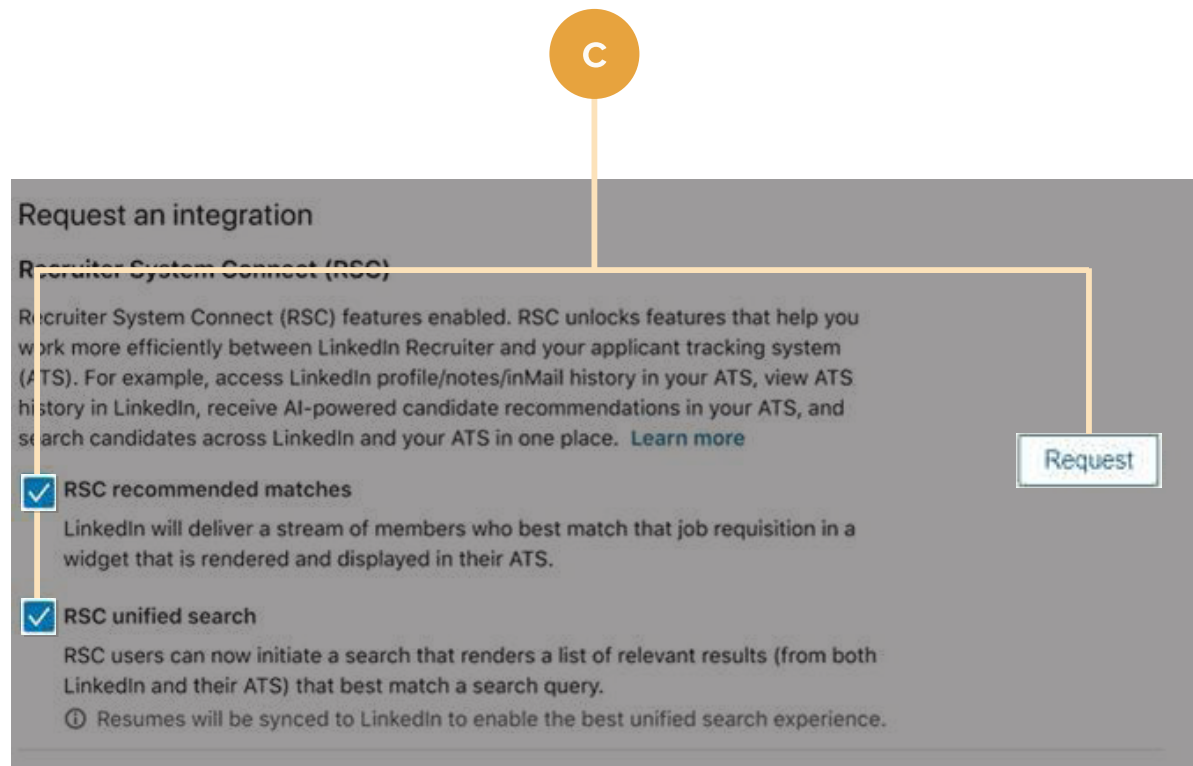 C
Request an integration
Recruiter System Connect (RSC)
Recruiter System Connect (RSC) features enabled. RSC unlocks features that help you
work more efficiently between LinkedIn Recruiter and your applicant tracking system
(ATS). For example, access LinkedIn profile/notes/inMail history in your ATS, view ATS
history in LinkedIn, receive AI-powered candidate recommendations in your ATS, and
search candidates across LinkedIn and your ATS in one place. Learn more
Request
RSC recommended matches
LinkedIn will deliver a stream of members who best match that job requisition in a
widget that is rendered and displayed in their ATS.
RSC unified search
RSC users can now initiate a search that renders a list of relevant results (from both
LinkedIn and their ATS) that best match a search query.
Resumes will be synced to LinkedIn to enable the best unified search experience.